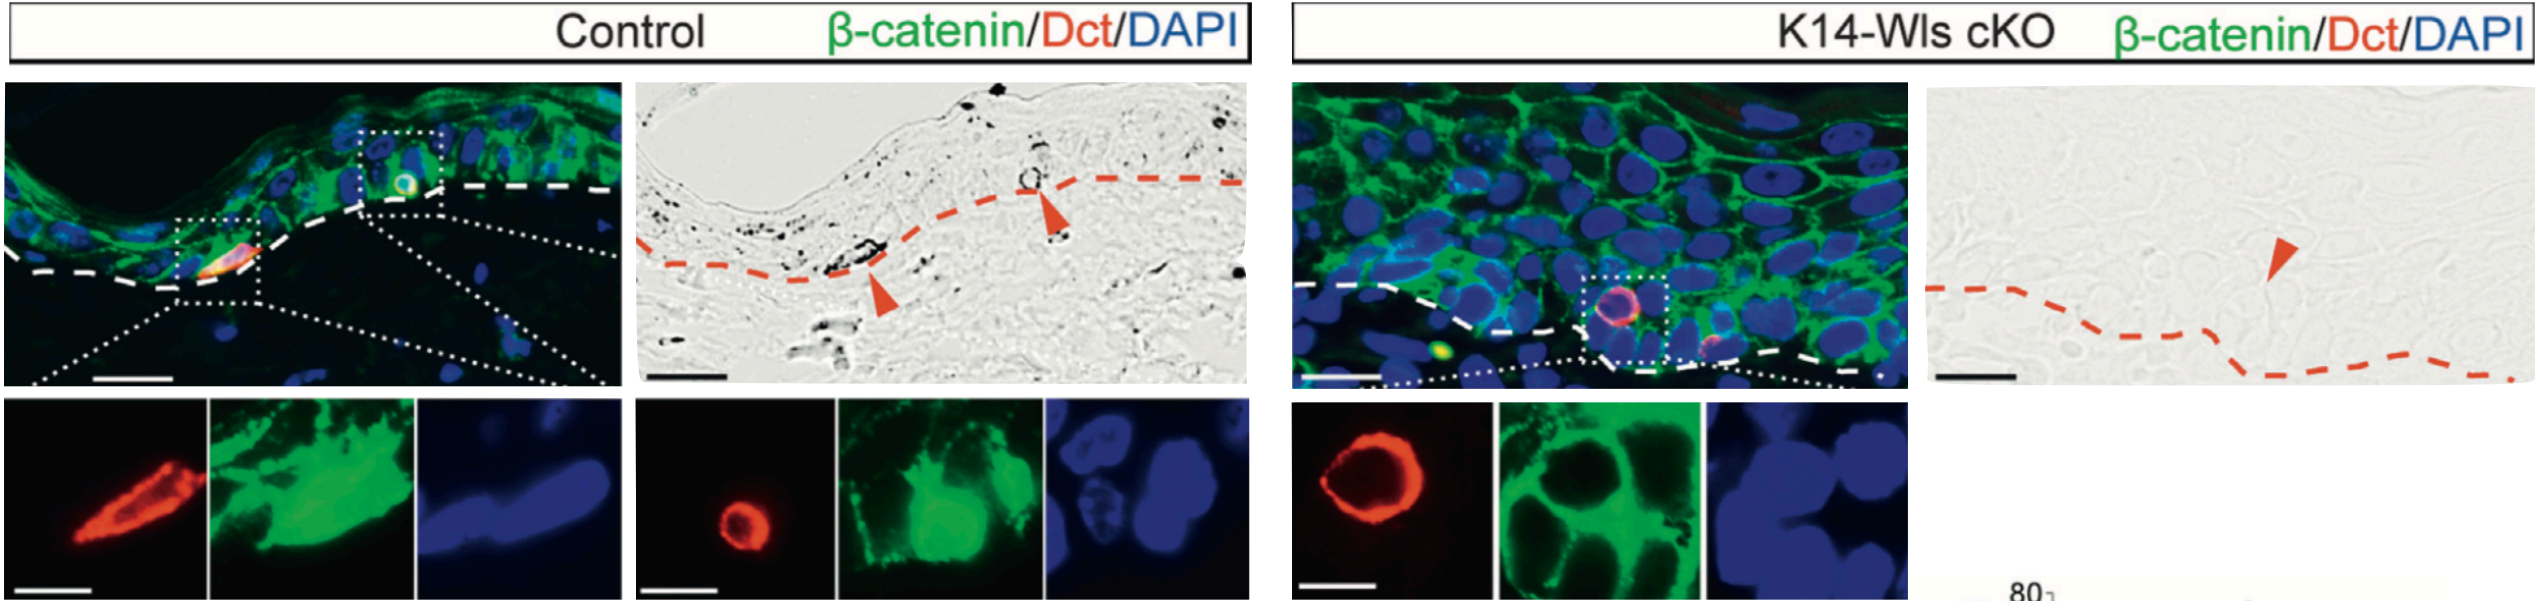 Control β-catenin/Dct/DAPI
K14-Wls cKO β-catenin/Dct/DAPI
80